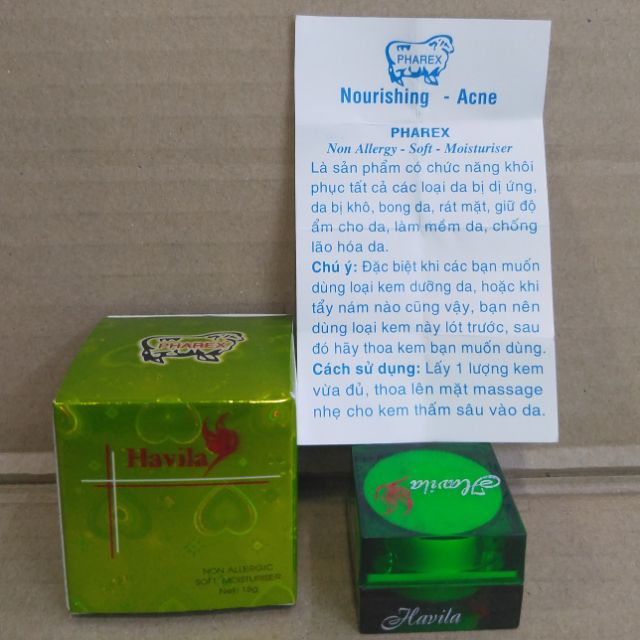 PHAREX
Nourishing - Acne
PHAREX
Non Allergy - Soft - Moisturiser
Là sản phẩm có chức năng khôi
phục tất cả các loại da bị dị ứng,
da bị khô, bong da, rát mặt, giữ độ
ẩm cho da, làm mềm da, chống
lão hóa da.
Chú ý: Đặc biệt khi các bạn muốn
dùng loại kem dưỡng da, hoặc khi
tẩy nám nào cũng vậy, bạn nên
dùng loại kem này lót trước, sau
đó hãy thoa kem bạn muốn dùng.
Cách sử dụng: Lấy 1 lượng kem
vừa đủ, thoa lên mặt massage
nhẹ cho kem thấm sâu vào da.
PHAREX
Havila
NON ALLERGIC
SOFT MOISTURISER
Net: 15g
Havila
Havila